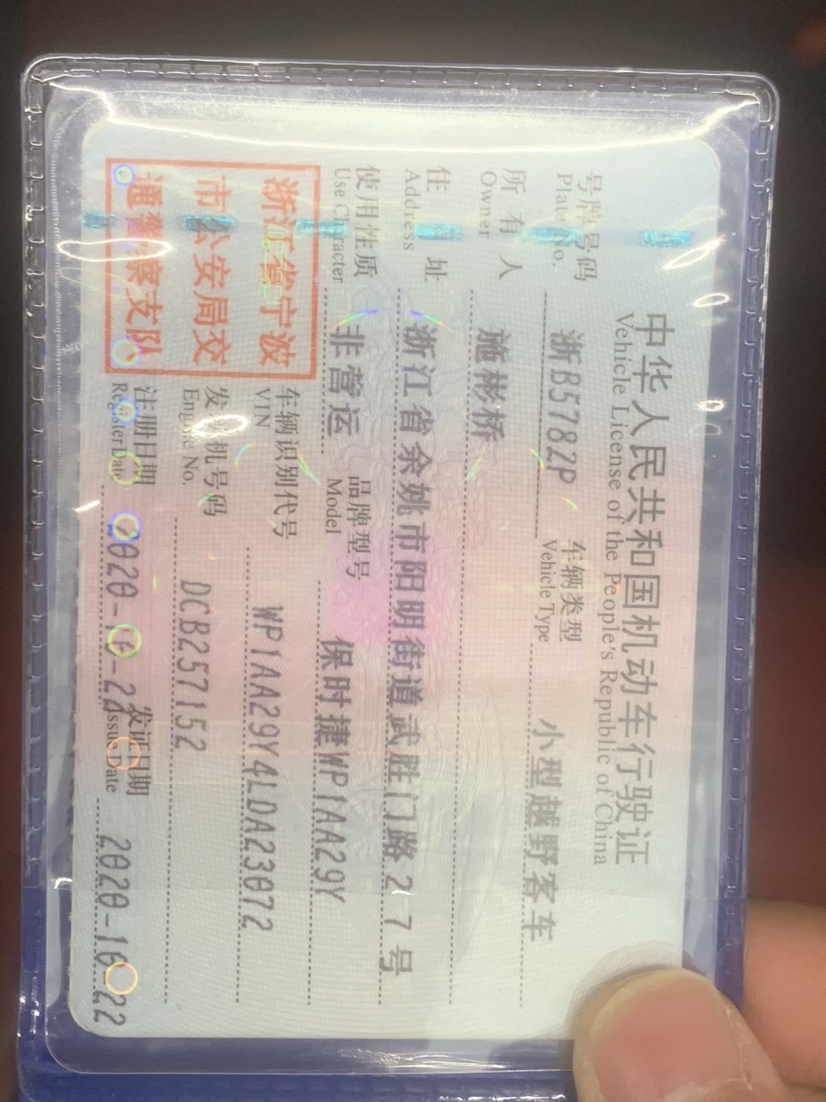 中华人民共和国机动车行驶证
Vehicle License of the People's Republic of China
号牌号码 浙B5782P 车辆类型 小型越野客车
Plate No. Vehicle Type
所有人 施彬桥
Owner
住址 浙江省余姚市阳明街道武胜门路227号
Address
使用性质 非营运 品牌型号 保时捷WP1AA29Y
Use Character Model
浙江省宁波
市公安局交
通警察支队
车辆识别代号 WP1AA29Y4LDA23072
VIN
发动机号码 DCB257152
Engine No.
注册日期 2020-10-22 发证日期 2020-10-22
Register Date Issue Date